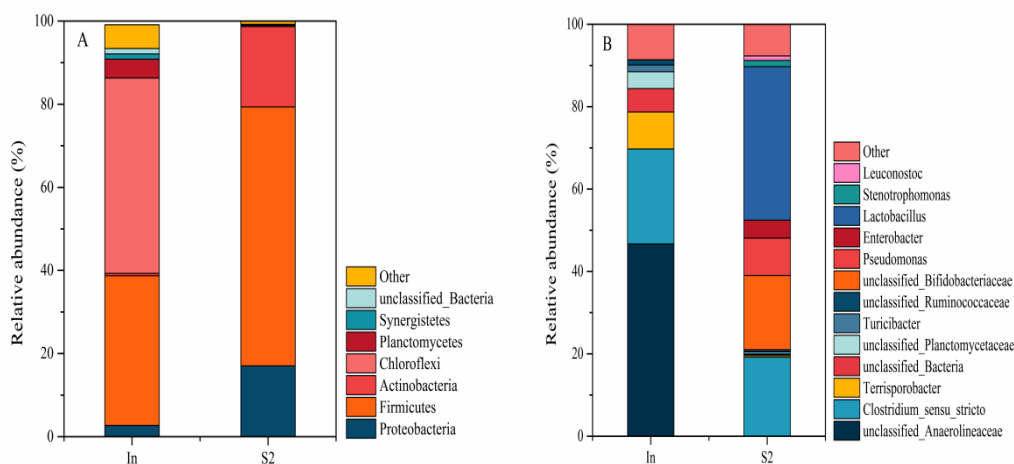 A
Relative abundance (%)
100
80
60
40
20
0
In
S2
Other
unclassified_Bacteria
Synergistetes
Planctomycetes
Chloroflexi
Actinobacteria
Firmicutes
Proteobacteria
B
Relative abundance (%)
100
80
60
40
20
0
In
S2
Other
Leuconostoc
Stenotrophomonas
Lactobacillus
Enterobacter
Pseudomonas
unclassified_Bifidobacteriaceae
unclassified_Ruminococcaceae
Turicibacter
unclassified_Planctomycetaceae
unclassified_Bacteria
Terrisporobacter
Clostridium_sensu_stricto
unclassified_Anaerolineaceae